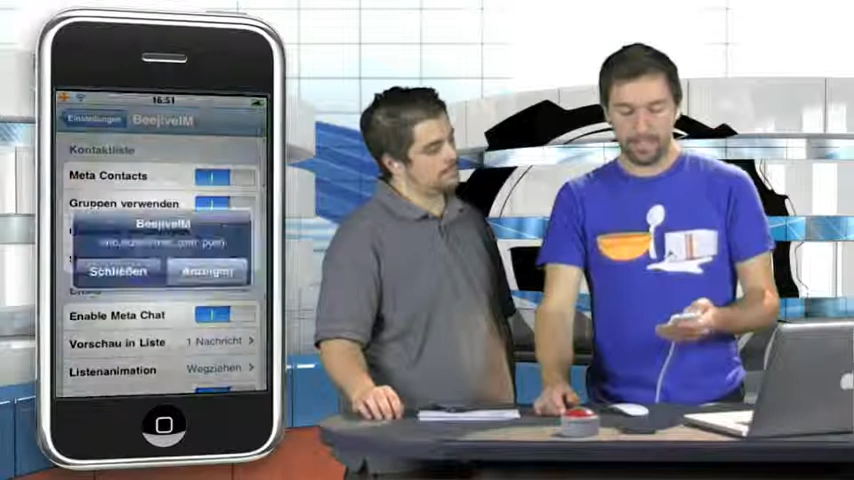 16:51
Einstellungen
BeejiveIM
Kontaktliste
Meta Contacts
Gruppen verwenden
BeejiveIM
Schließen
Anzeigen
Enable Meta Chat
Vorschau in Liste 1 Nachricht
Listenanimation Wegziehen